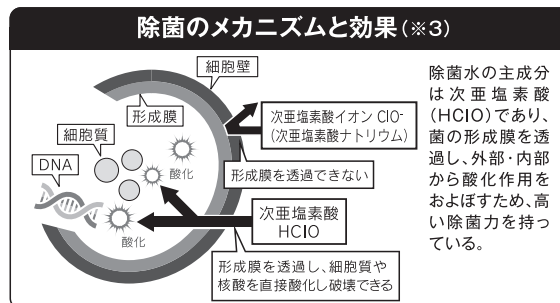 除菌のメカニズムと効果(※3)
細胞壁
形成膜
細胞質
DNA
酸化
酸化
次亜塩素酸イオン ClO-
(次亜塩素酸ナトリウム)
形成膜を透過できない
次亜塩素酸
HClO
形成膜を透過し、細胞質や
核酸を直接酸化し破壊できる
除菌水の主成分
は次亜塩素酸
(HClO)であり、
菌の形成膜を透
過し、外部・内部
から酸化作用を
およぼすため、高
い除菌力を持っ
ている。